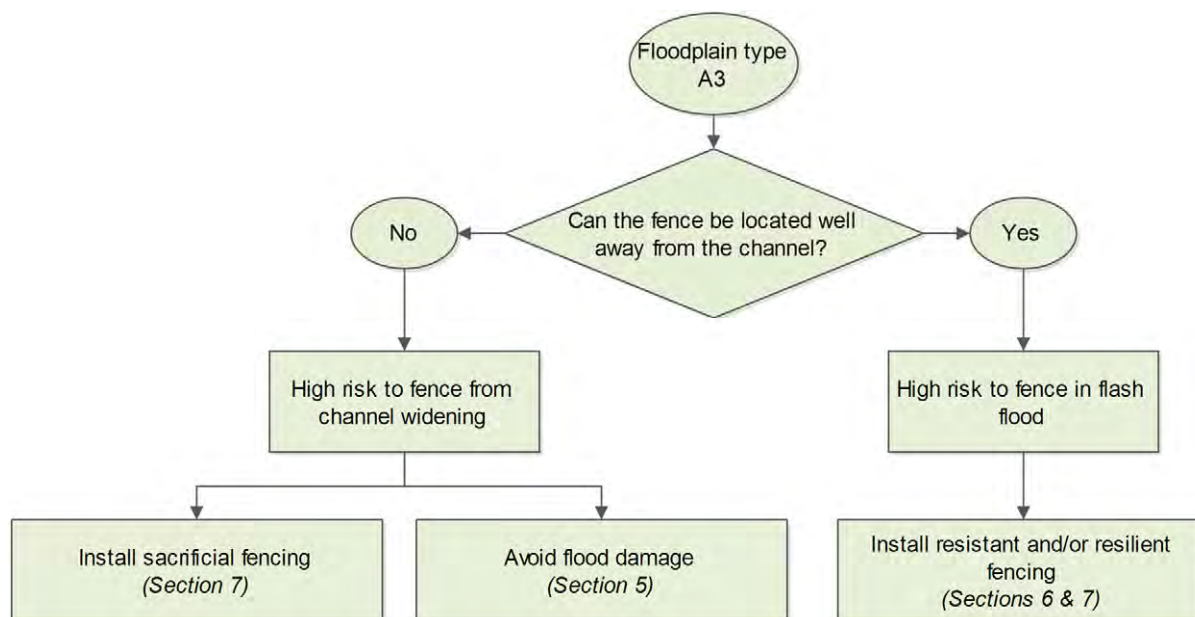 Floodplain type
A3
Can the fence be located well
away from the channel?
No
Yes
High risk to fence from
channel widening
High risk to fence in flash
flood
Install sacrificial fencing
(Section 7)
Avoid flood damage
(Section 5)
Install resistant and/or resilient
fencing
(Sections 6 & 7)